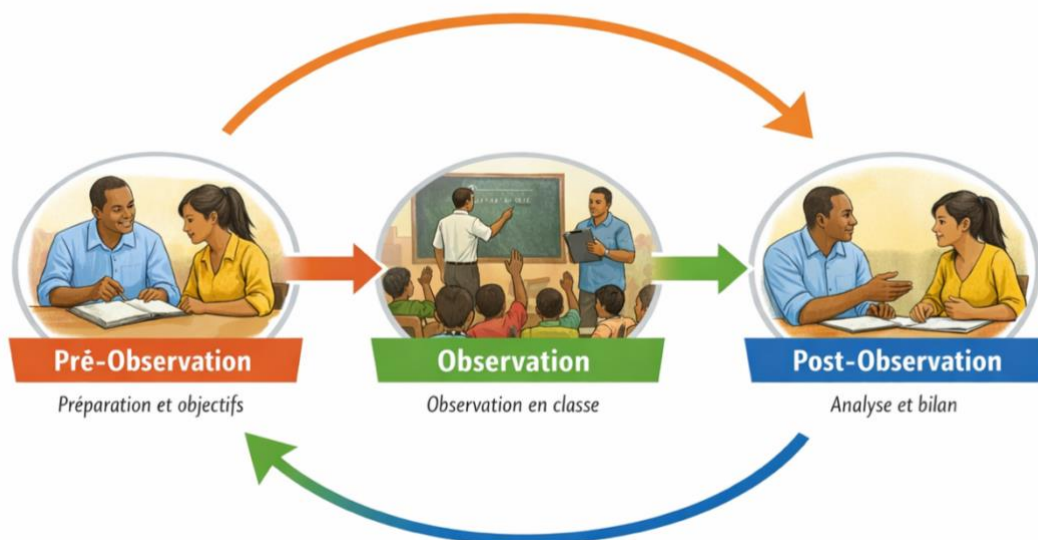 Pré-Observation
Préparation et objectifs
Observation
Observation en classe
Post-Observation
Analyse et bilan